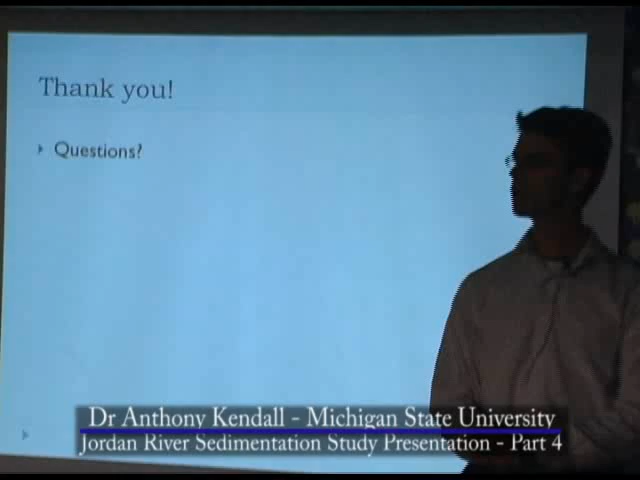 Thank you!
Questions?
Dr Anthony Kendall - Michigan State University
Jordan River Sedimentation Study Presentation - Part 4